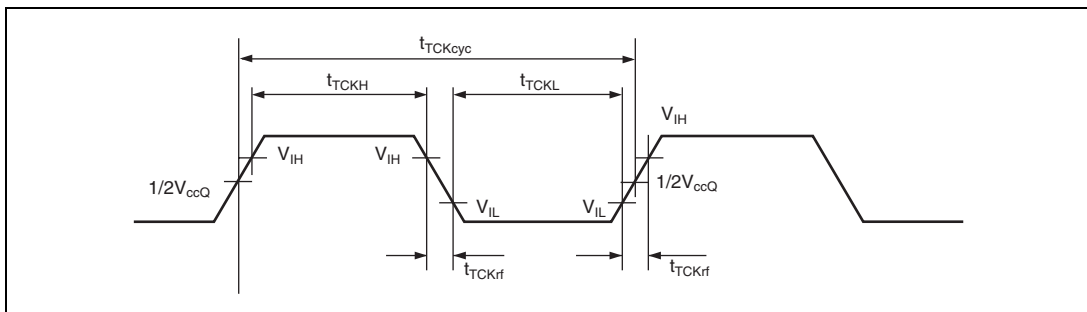 tTCKcyc
tTCKH
tTCKL
VIH
VIH
VIH
1/2VccQ
1/2VccQ
VIL
VIL
tTCKrf
tTCKrf